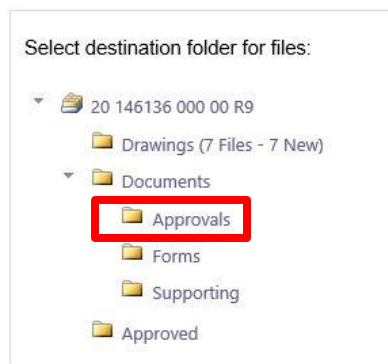 Select destination folder for files:
20 146136 000 00 R9
Drawings (7 Files - 7 New)
Documents
Approvals
Forms
Supporting
Approved